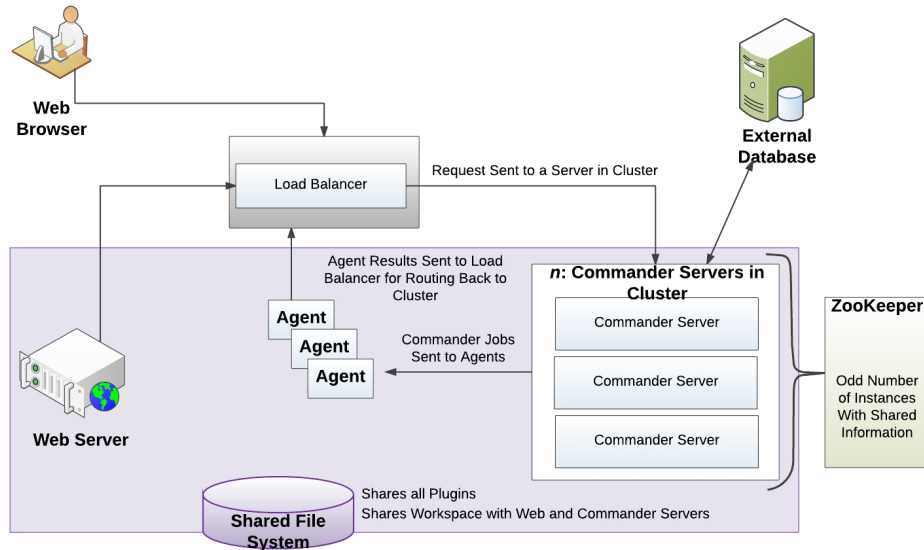 Web
Browser
External
Database
Load Balancer
Request Sent to a Server in Cluster
Agent Results Sent to Load
Balancer for Routing Back to
Cluster
n: Commander Servers in
Cluster
ZooKeeper
Agent
Agent
Agent
Commander Jobs
Sent to Agents
Commander Server
Commander Server
Commander Server
Odd Number
of Instances
With Shared
Information
Web Server
Shared File
System
Shares all Plugins
Shares Workspace with Web and Commander Servers